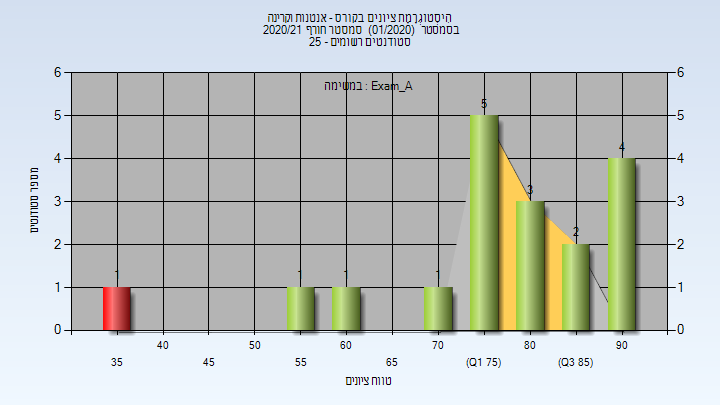 היסטוגרמת ציונים בקורס - אנטנות וקרינה
בסמסטר (01/2020) סמסטר חורף 2020/21
סטודנטים רשומים - 25
במשימה : Exam_A
6 6
5 5
4 4
3 3
2 2
1 1
0 0
מספר סטודנטים
1 1 1 1 5 3 2 4
40 50 60 70 80 90
35 45 55 65 (Q1 75) (Q3 85)
טווח ציונים